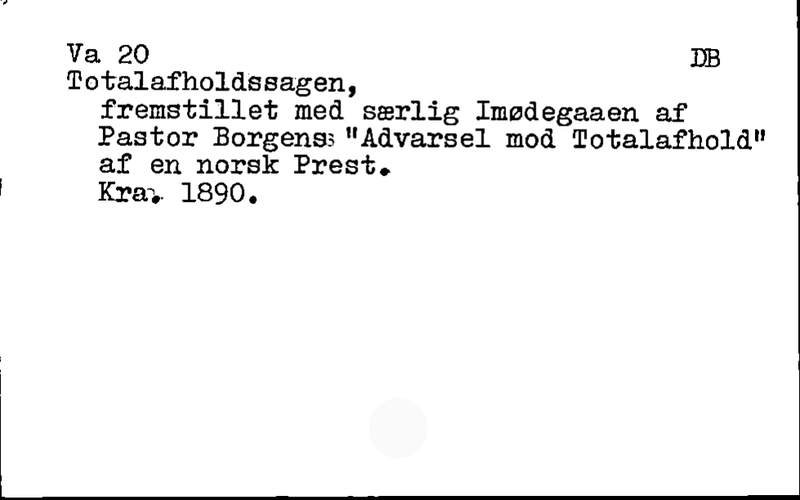 Va 20 DB
Totalafholdssagen,
fremstillet med særlig Imødegaaen af
Pastor Borgens: "Advarsel mod Totalafhold"
af en norsk Prest.
Kra. 1890.